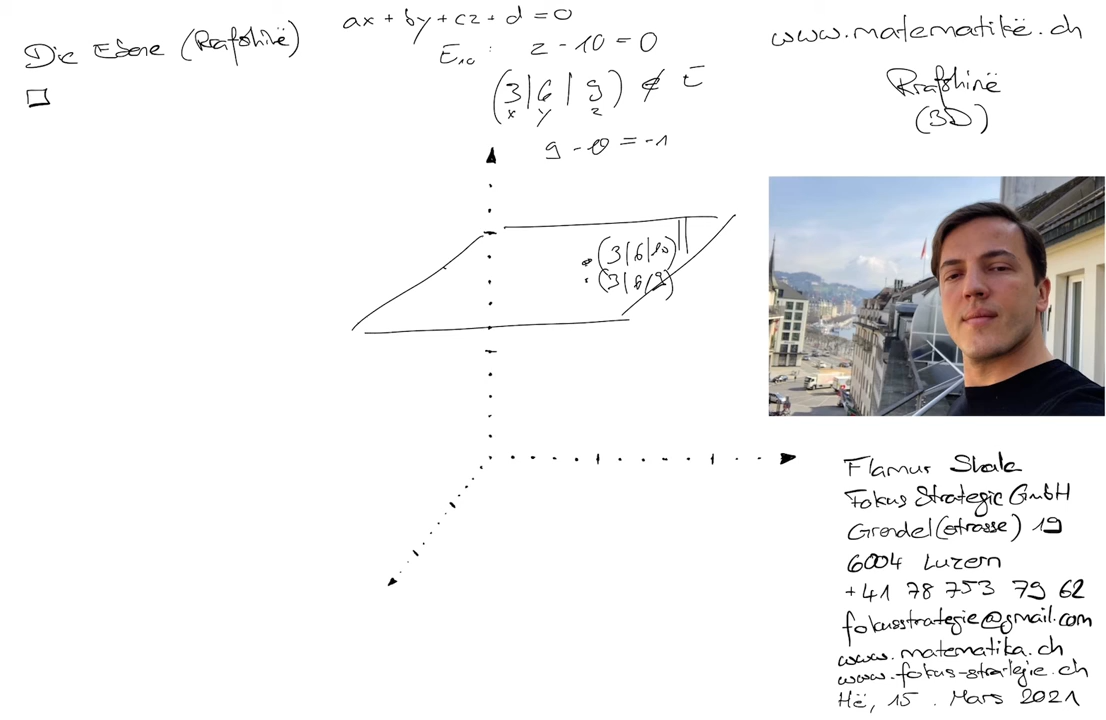 Die Ebene (Rrafshinë)
ax + by + cz + d = 0
E₁₀: z - 10 = 0
(3|6|9) ∉ E
x y z
9 - 10 = -1
www.matematikë.ch
Rrafshinë
(3D)
(3|6|10)
(3|6|9)
Flamur Shala
Fokus Strategie GmbH
Grendel(strasse) 19
6004 Luzern
+41 78 753 79 62
fokusstrategie@gmail.com
www.matematika.ch
www.fokus-strategie.ch
Hë, 15. Mars 2021